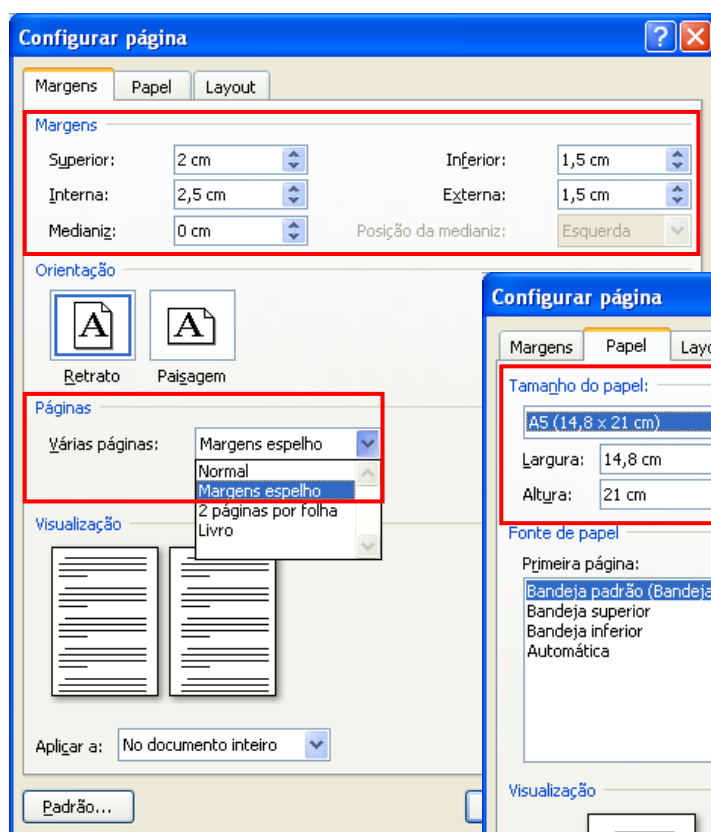 Configurar página
Margens Papel Layout
Margens
Superior: 2 cm Inferior: 1,5 cm
Interna: 2,5 cm Externa: 1,5 cm
Medianiz: 0 cm Posição da medianiz: Esquerda
Orientação
A A
Retrato Paisagem
Páginas
Várias páginas: Margens espelho
Normal
Margens espelho
2 páginas por folha
Livro
Visualização
Aplicar a: No documento inteiro
Padrão...
Configurar página
Margens Papel Layo
Tamanho do papel:
A5 (14,8 x 21 cm)
Largura: 14,8 cm
Altura: 21 cm
Fonte de papel
Primeira página:
Bandeja padrão (Bandeja
Bandeja superior
Bandeja inferior
Automática
Visualização